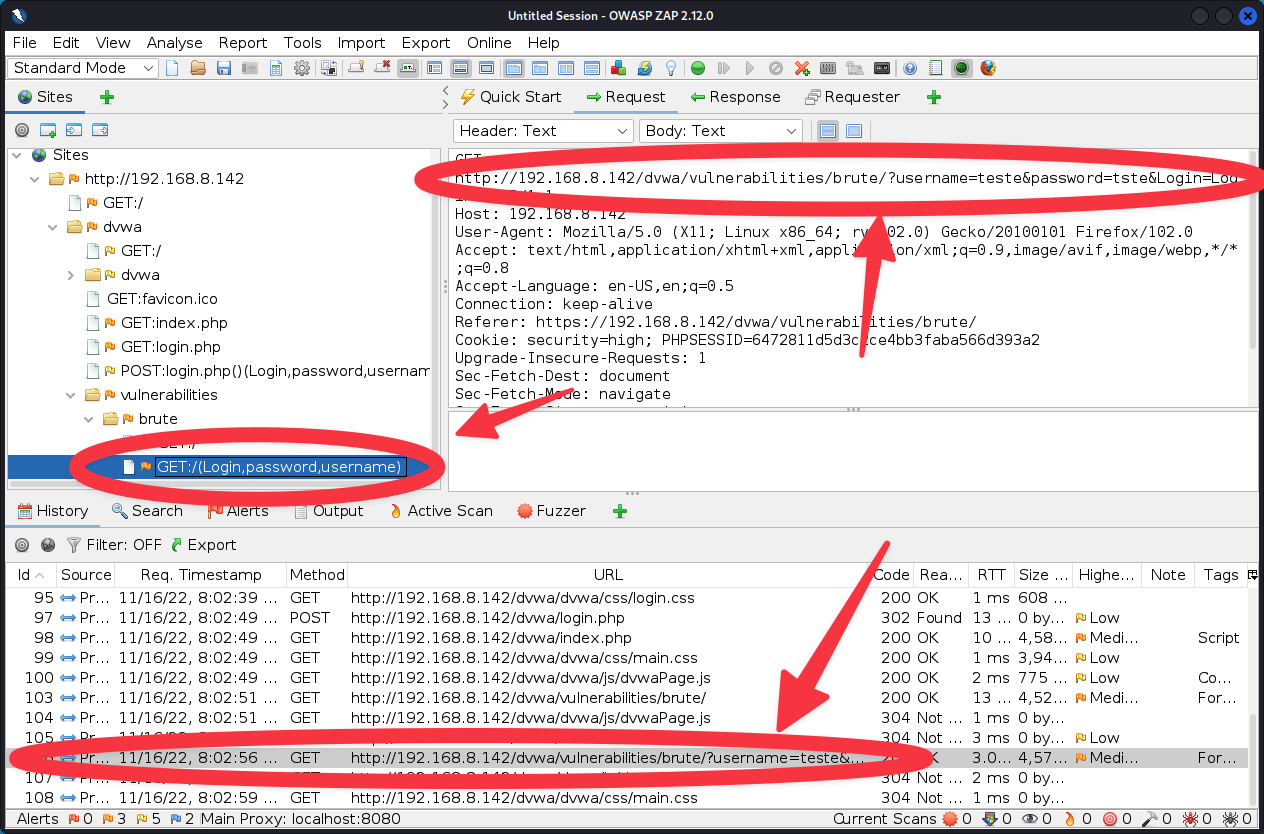 Untitled Session - OWASP ZAP 2.12.0
File Edit View Analyse Report Tools Import Export Online Help
Standard Mode
Sites
Quick Start Request Response Requester
Header: Text Body: Text
Sites
http://192.168.8.142
GET:/
dvwa
GET:/
dvwa
GET:favicon.ico
GET:index.php
GET:login.php
POST:login.php()(Login,password,usernam
vulnerabilities
brute
GET:/
GET:/(Login,password,username)
GET
http://192.168.8.142/dvwa/vulnerabilities/brute/?username=teste&password=tste&Login=Log
Host: 192.168.8.142
User-Agent: Mozilla/5.0 (X11; Linux x86_64; rv:102.0) Gecko/20100101 Firefox/102.0
Accept: text/html,application/xhtml+xml,application/xml;q=0.9,image/avif,image/webp,*/*
;q=0.8
Accept-Language: en-US,en;q=0.5
Connection: keep-alive
Referer: https://192.168.8.142/dvwa/vulnerabilities/brute/
Cookie: security=high;
Upgrade-Insecure-Requests: 1
Sec-Fetch-Dest: document
Sec-Fetch-Mode: navigate
History Search Alerts Output Active Scan Fuzzer
Filter: OFF Export
Id Source Req. Timestamp Method URL Code Rea... RTT Size ... Highe... Note Tags
95 Pr... 11/16/22, 8:02:39 ... GET http://192.168.8.142/dvwa/dvwa/css/login.css 200 OK 1 ms 608 ...
97 Pr... 11/16/22, 8:02:49 ... POST http://192.168.8.142/dvwa/login.php 302 Found 13 ... 0 by... Low
98 Pr... 11/16/22, 8:02:49 ... GET http://192.168.8.142/dvwa/index.php 200 OK 10 ... 4,58... Medi... Script
99 Pr... 11/16/22, 8:02:49 ... GET http://192.168.8.142/dvwa/dvwa/css/main.css 200 OK 1 ms 3,94... Low
100 Pr... 11/16/22, 8:02:49 ... GET http://192.168.8.142/dvwa/dvwa/js/dvwaPage.js 200 OK 2 ms 775 ... Low Co...
103 Pr... 11/16/22, 8:02:51 ... GET http://192.168.8.142/dvwa/vulnerabilities/brute/ 200 OK 13 ... 4,52... Medi... For...
104 Pr... 11/16/22, 8:02:51 ... GET http://192.168.8.142/dvwa/dvwa/js/dvwaPage.js 304 Not ... 1 ms 0 by...
105 304 Not ... 3 ms 0 by... Low
Pr... 11/16/22, 8:02:56 ... GET http://192.168.8.142/dvwa/vulnerabilities/brute/?username=teste&... 3.0... 4,57... Medi... For...
107 304 Not ... 2 ms 0 by...
108 Pr... 11/16/22, 8:02:59 ... GET http://192.168.8.142/dvwa/dvwa/css/main.css 304 Not ... 1 ms 0 by...
Alerts 0 3 5 2 Main Proxy: localhost:8080 Current Scans 0 0 0 0 0 0 0 0